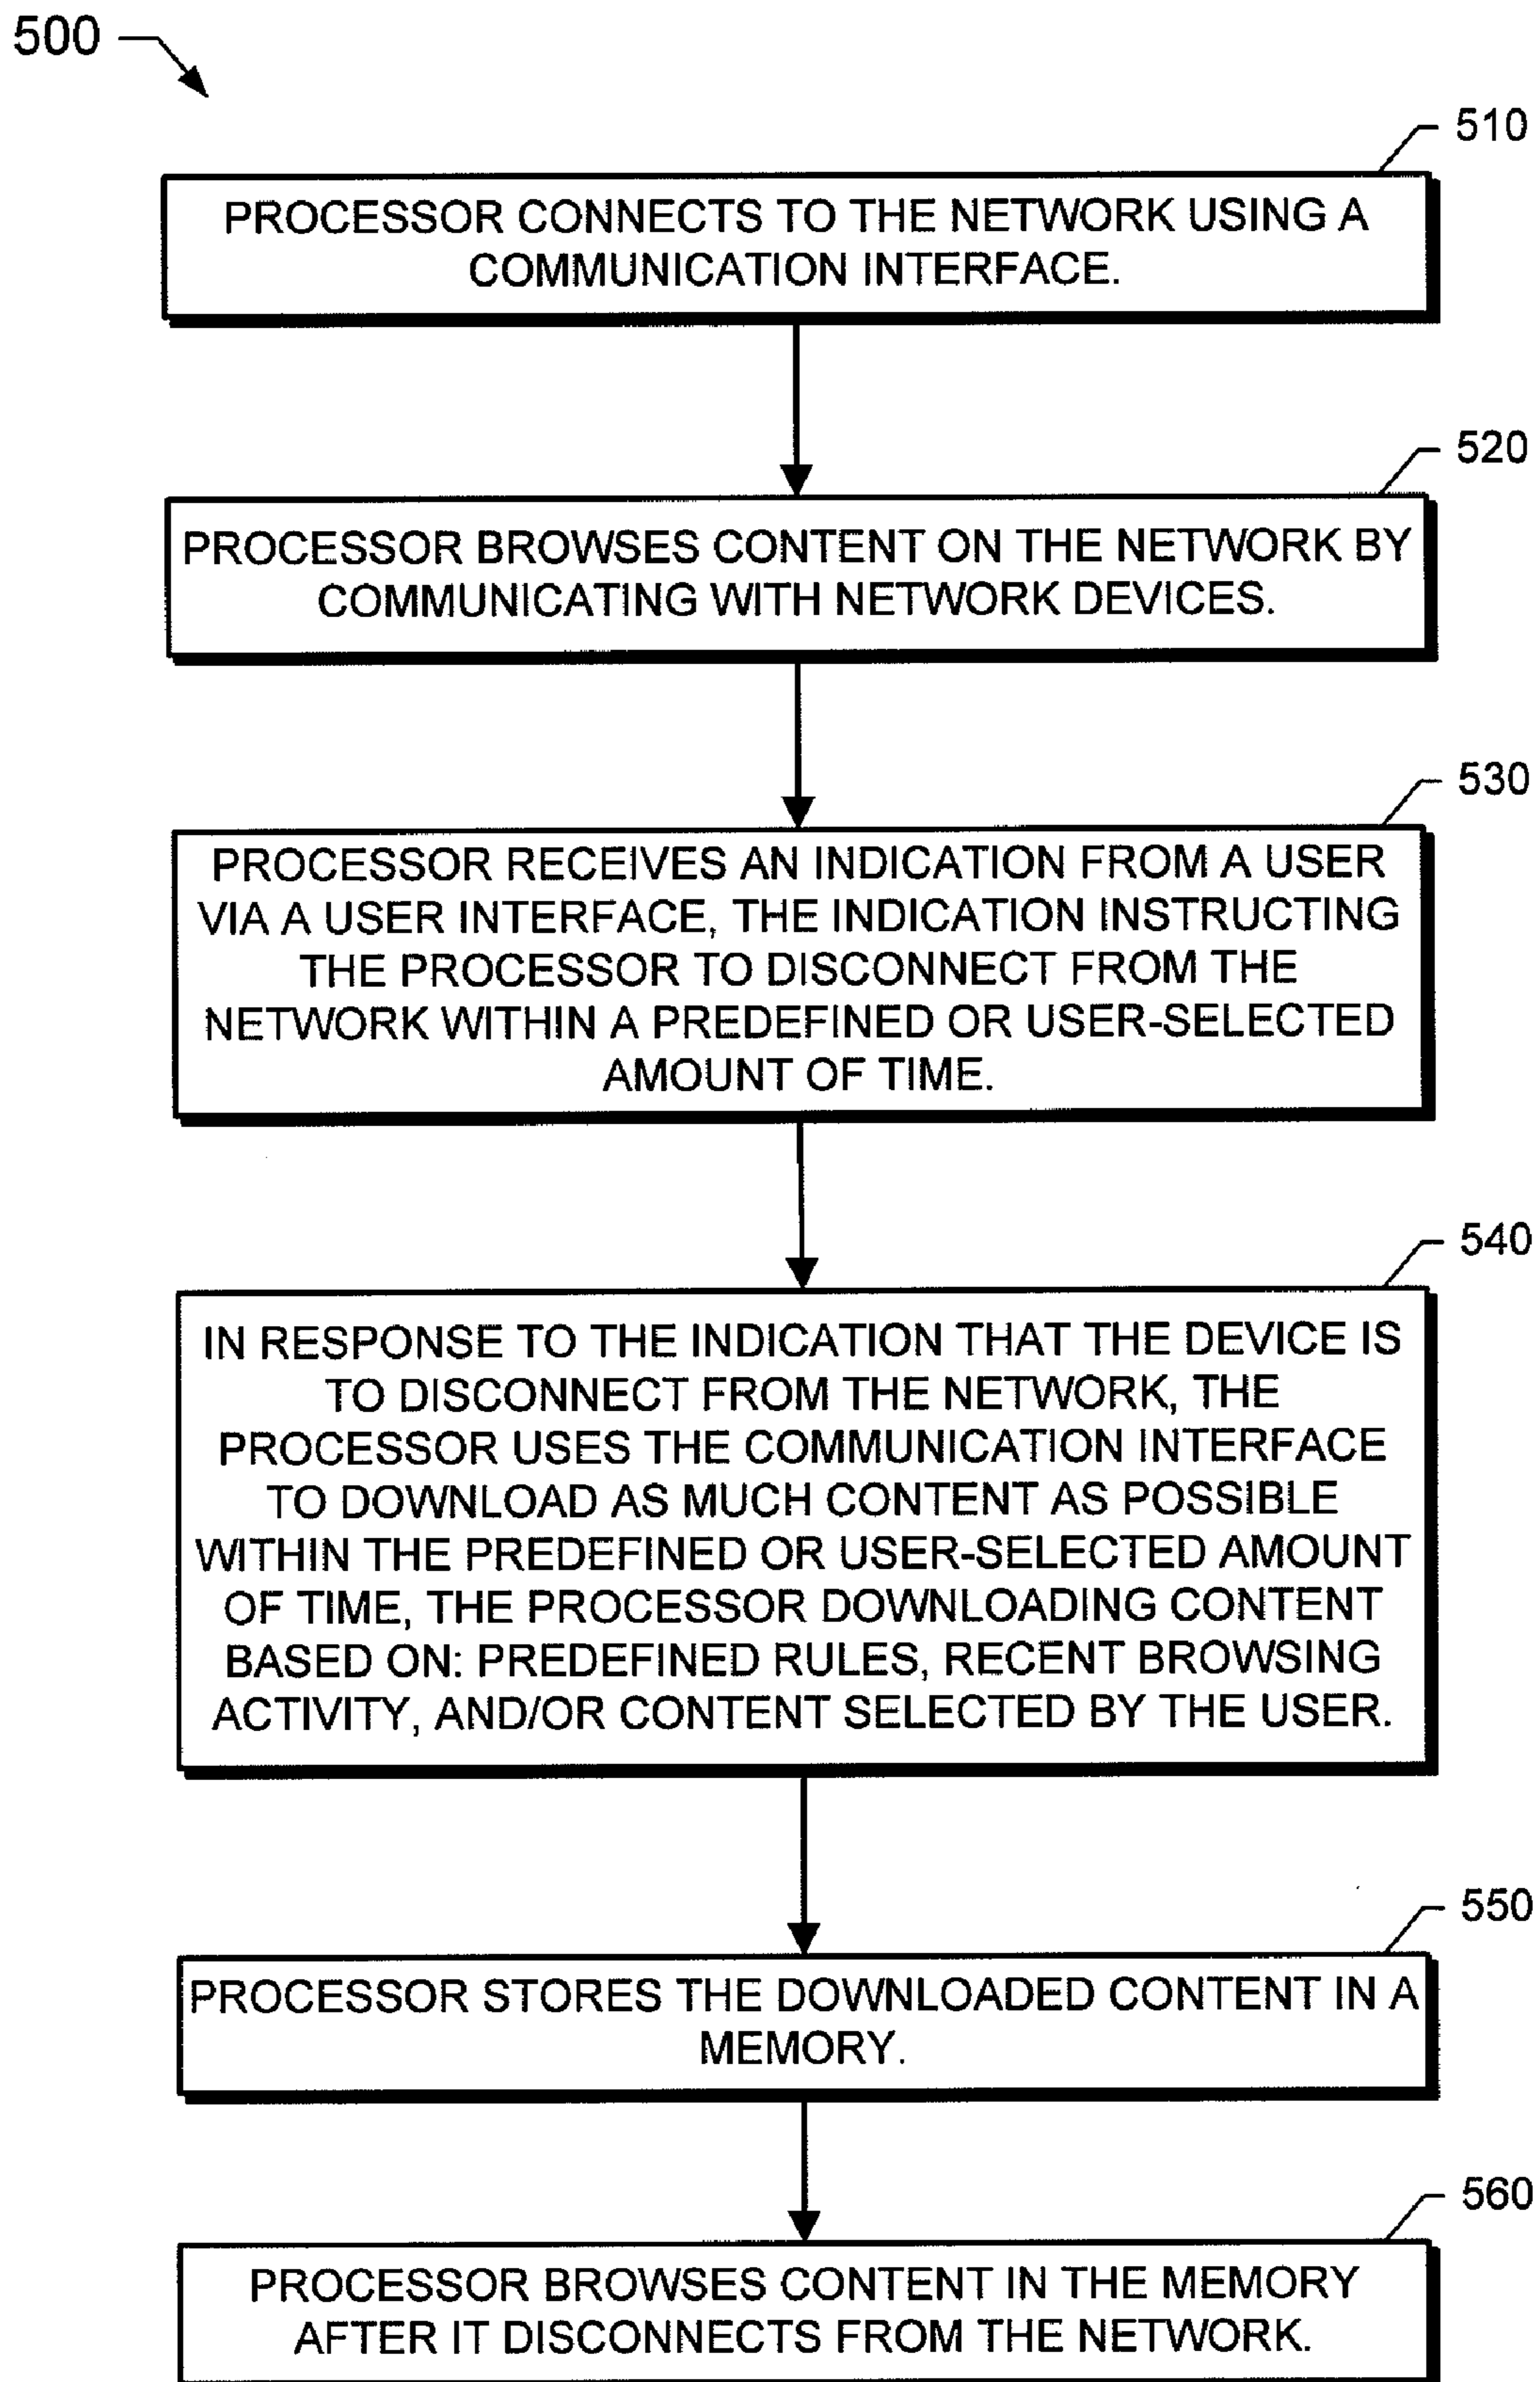 500
510
PROCESSOR CONNECTS TO THE NETWORK USING A
COMMUNICATION INTERFACE.
520
PROCESSOR BROWSES CONTENT ON THE NETWORK BY
COMMUNICATING WITH NETWORK DEVICES.
530
PROCESSOR RECEIVES AN INDICATION FROM A USER
VIA A USER INTERFACE, THE INDICATION INSTRUCTING
THE PROCESSOR TO DISCONNECT FROM THE
NETWORK WITHIN A PREDEFINED OR USER-SELECTED
AMOUNT OF TIME.
540
IN RESPONSE TO THE INDICATION THAT THE DEVICE IS
TO DISCONNECT FROM THE NETWORK, THE
PROCESSOR USES THE COMMUNICATION INTERFACE
TO DOWNLOAD AS MUCH CONTENT AS POSSIBLE
WITHIN THE PREDEFINED OR USER-SELECTED AMOUNT
OF TIME, THE PROCESSOR DOWNLOADING CONTENT
BASED ON: PREDEFINED RULES, RECENT BROWSING
ACTIVITY, AND/OR CONTENT SELECTED BY THE USER.
550
PROCESSOR STORES THE DOWNLOADED CONTENT IN A
MEMORY.
560
PROCESSOR BROWSES CONTENT IN THE MEMORY
AFTER IT DISCONNECTS FROM THE NETWORK.